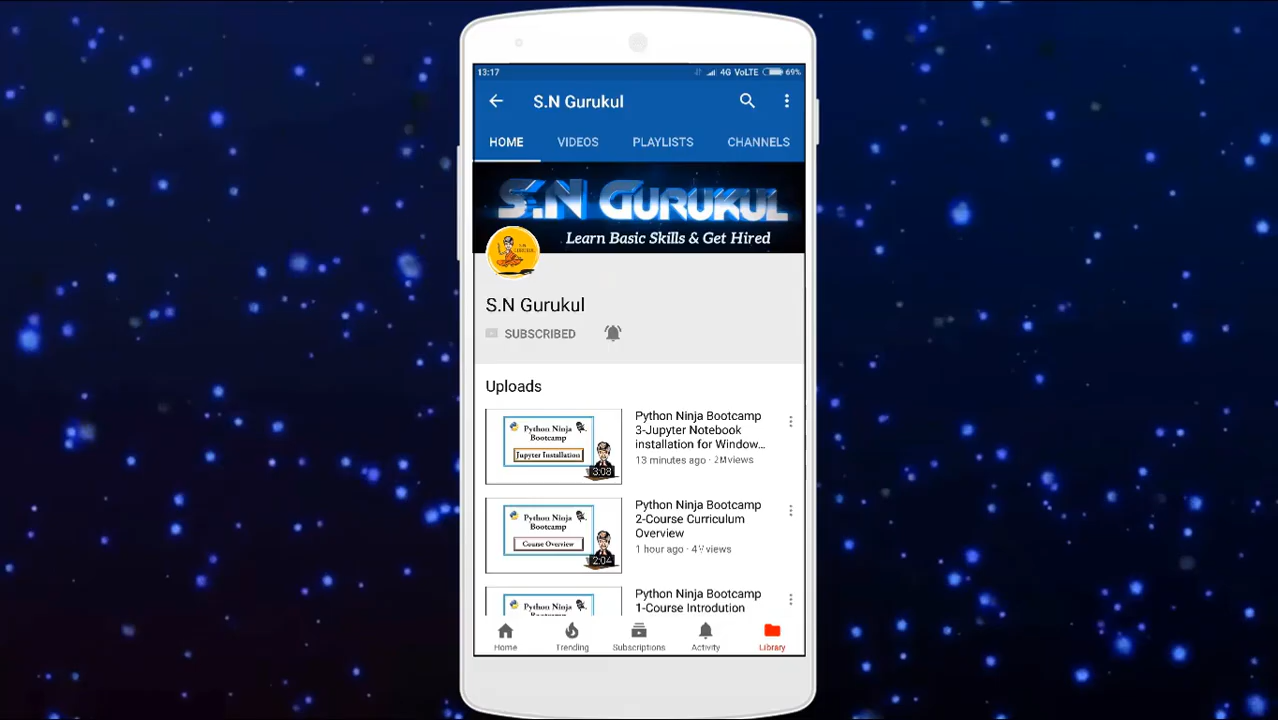 13:17 4G VoLTE 69%
S.N Gurukul
HOME VIDEOS PLAYLISTS CHANNELS
S.N GURUKUL
Learn Basic Skills & Get Hired
S.N Gurukul
SUBSCRIBED
Uploads
Python Ninja
Bootcamp
Jupyter Installation
3:08
Python Ninja Bootcamp
3-Jupyter Notebook
installation for Window...
13 minutes ago · 2M views
Python Ninja
Bootcamp
Course Overview
2:04
Python Ninja Bootcamp
2-Course Curriculum
Overview
1 hour ago · views
Python Ninja
Python Ninja Bootcamp
1-Course Introdution
Home Trending Subscriptions Activity Library